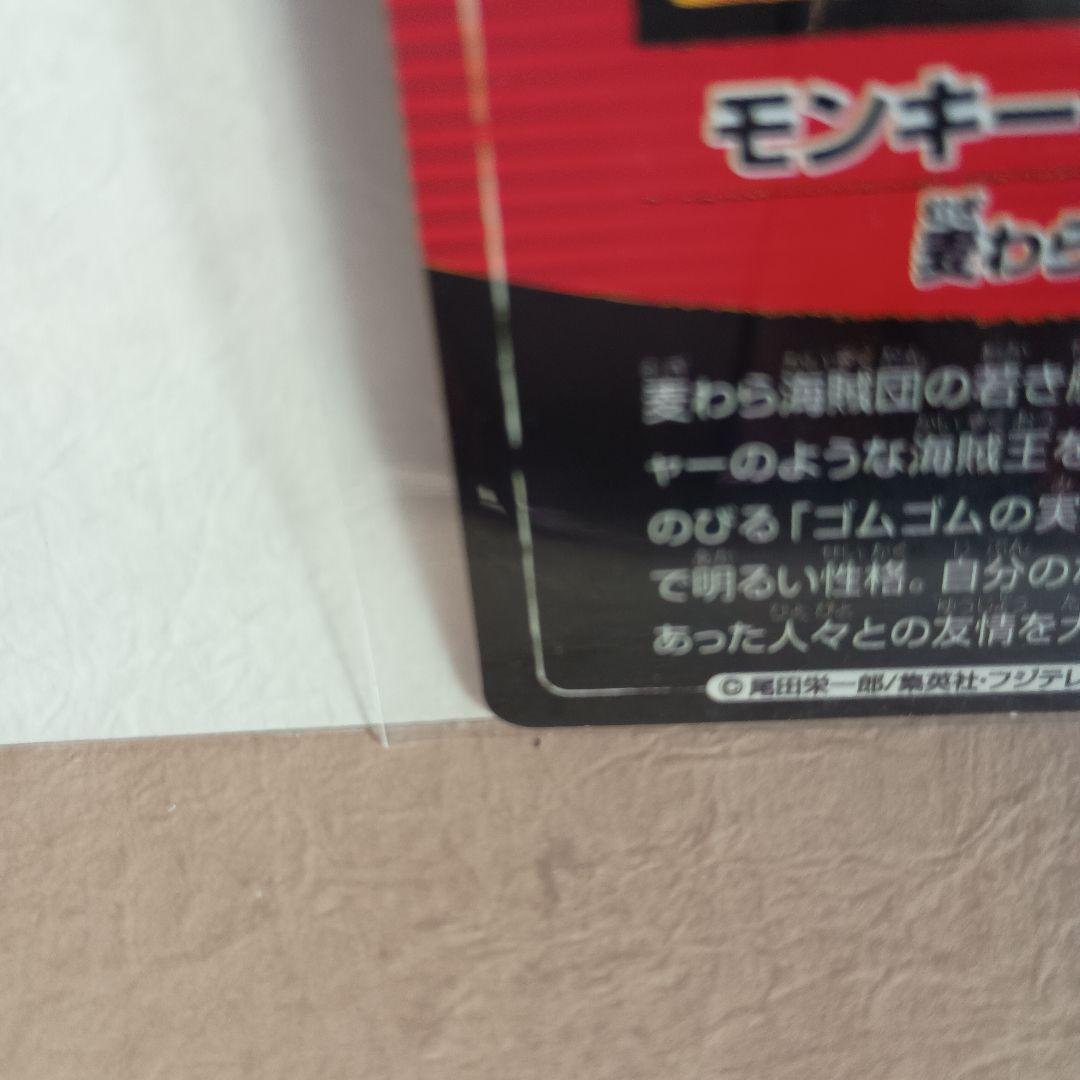 モンキー
麦わら
麦わら海賊団の若き
ャーのような海賊王を
のびる「ゴムゴムの実
で明るい性格。自分の
あった人々との友情を
©尾田栄一郎/集英社・フジテレ